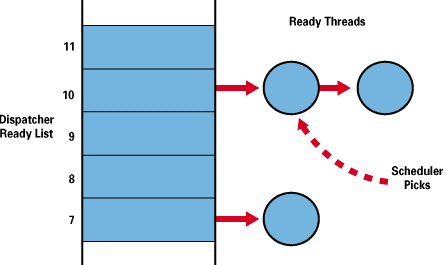 Ready Threads
11
10
Dispatcher
Ready List
9
8
7
Scheduler
Picks